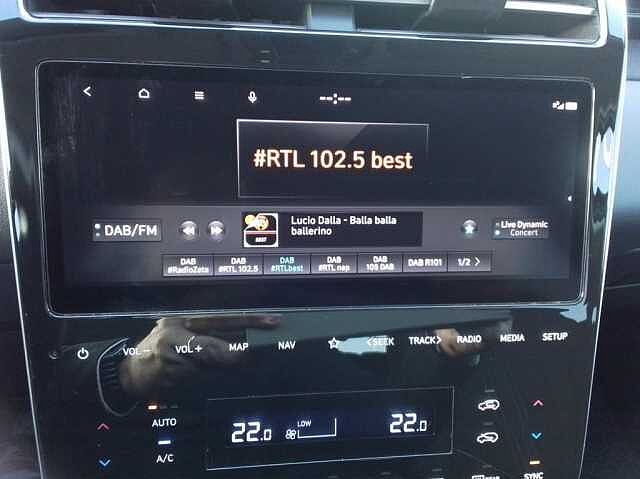 --:--
#RTL 102.5 best
DAB/FM
Lucio Dalla - Balla balla
ballerino
BEST
Live Dynamic
Concert
DAB
#RadioZeta
DAB
#RTL 102.5
DAB
#RTLbest
DAB
#RTL nap
DAB
105 DAB
DAB R101
1/2 >
VOL-
VOL+
MAP
NAV
<SEEK
TRACK>
RADIO
MEDIA
SETUP
AUTO
A/C
22.0
LOW
22.0
REAR
SYNC